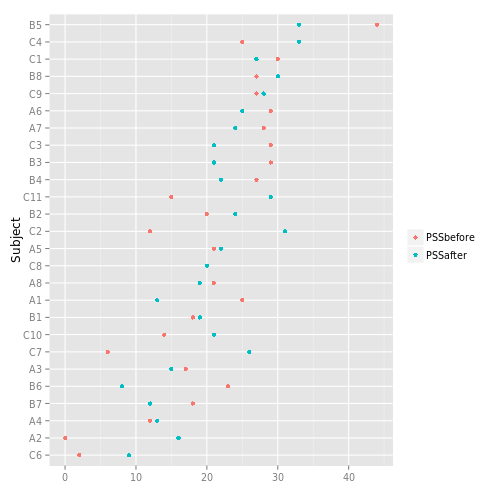 B5
C4
C1
B8
C9
A6
A7
C3
B3
B4
C11
B2
C2
A5
C8
A8
A1
B1
C10
C7
A3
B6
B7
A4
A2
C6
Subject
0 10 20 30 40
PSSbefore
PSSafter